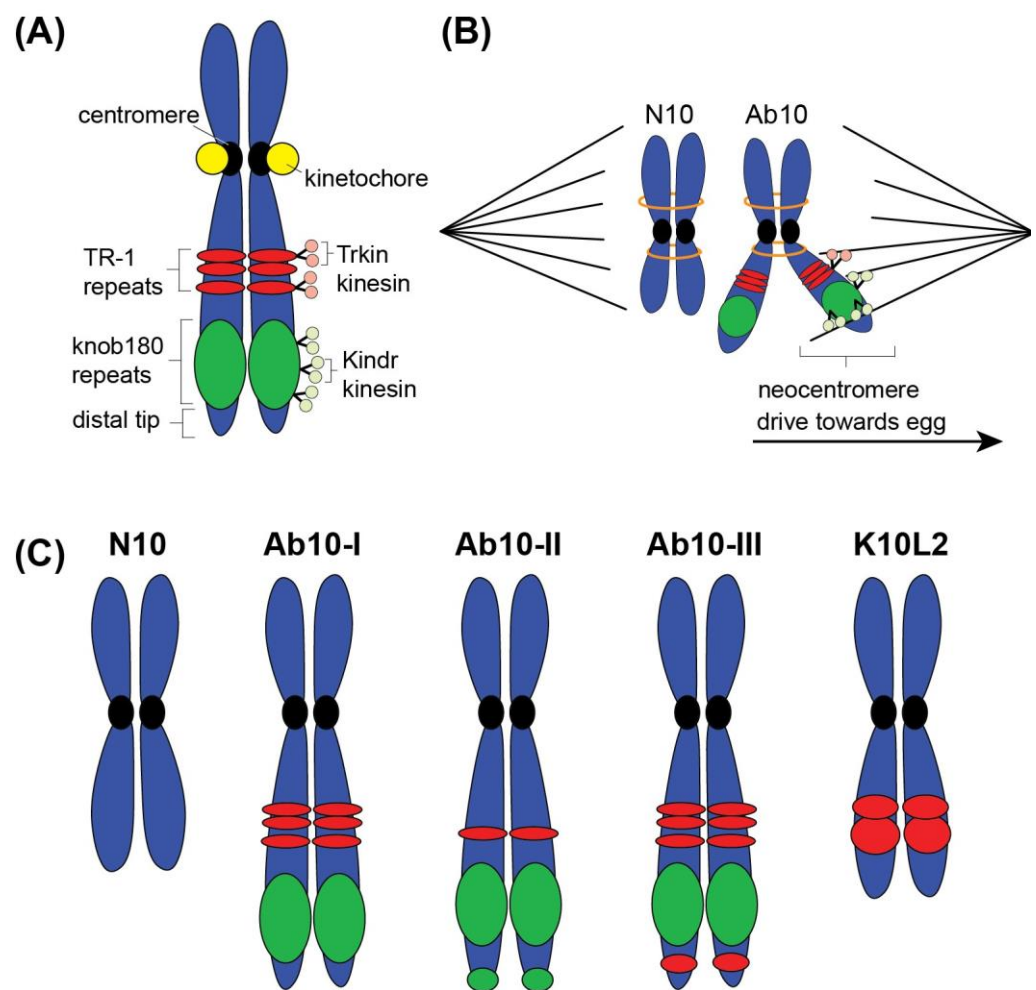 (A)
centromere
kinetochore
TR-1
repeats
Trkin
kinesin
knob180
repeats
Kindr
kinesin
distal tip
(B)
N10 Ab10
neocentromere
drive towards egg
(C)
N10 Ab10-I Ab10-II Ab10-III K10L2